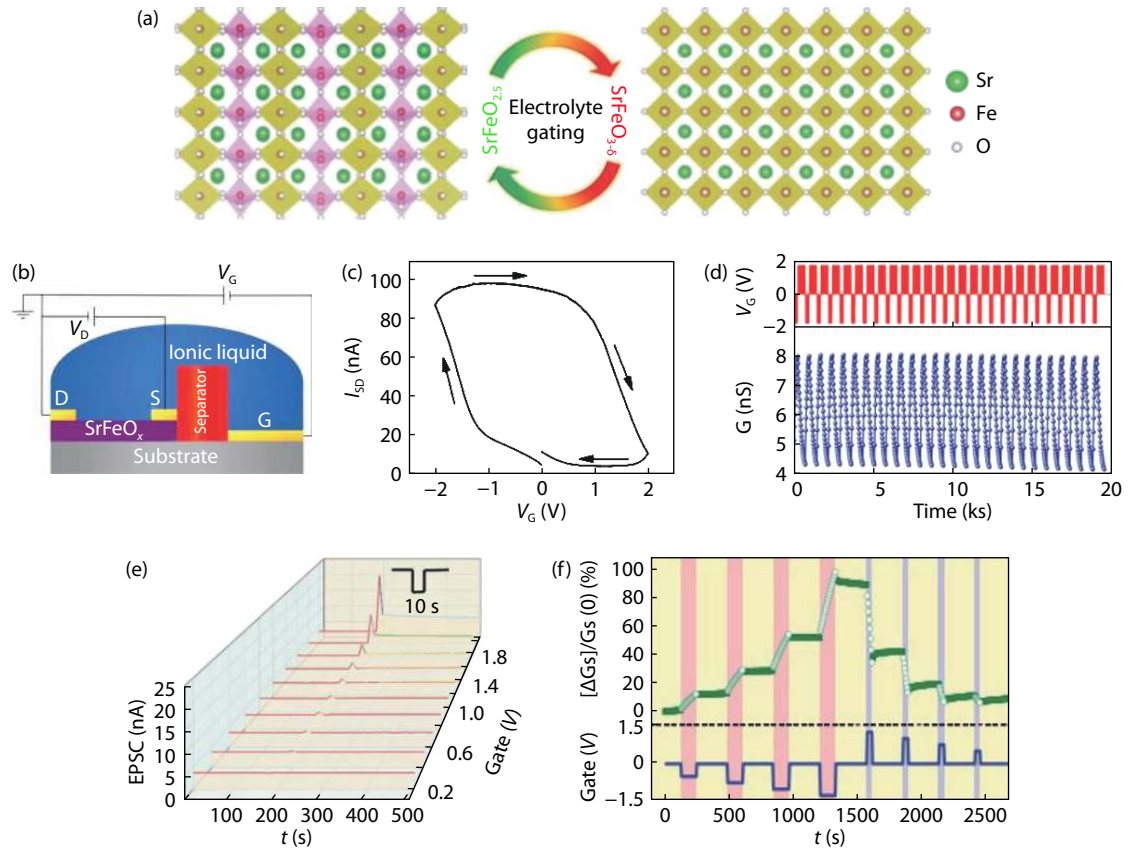 (a)
SrFeO2.5
Electrolyte
gating
SrFeO3-δ
Sr
Fe
O
(b)
VG
VD
Ionic liquid
D
S
Separator
G
SrFeOx
Substrate
(c)
100
80
60
40
20
0
ISD (nA)
−2
−1
0
1
2
VG (V)
(d)
2
0
−2
VG (V)
8
7
6
5
4
G (nS)
0
5
10
15
20
Time (ks)
(e)
10 s
25
20
15
10
5
0
EPSC (nA)
0
100
200
300
400
500
t (s)
0.2
0.6
1.0
1.4
1.8
Gate (V)
(f)
100
80
60
40
20
0
[ΔGs]/Gs (0) (%)
1.5
0
−1.5
Gate (V)
0
500
1000
1500
2000
2500
t (s)